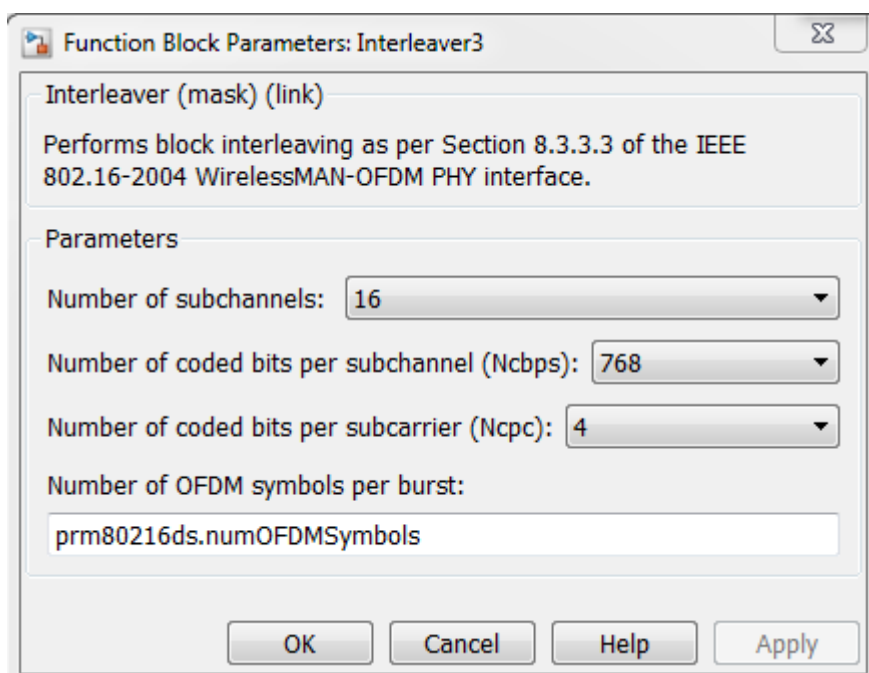 Function Block Parameters: Interleaver3
Interleaver (mask) (link)
Performs block interleaving as per Section 8.3.3.3 of the IEEE
802.16-2004 WirelessMAN-OFDM PHY interface.
Parameters
Number of subchannels: 16
Number of coded bits per subchannel (Ncbps): 768
Number of coded bits per subcarrier (Ncpc): 4
Number of OFDM symbols per burst:
prm80216ds.numOFDMSymbols
OK Cancel Help Apply